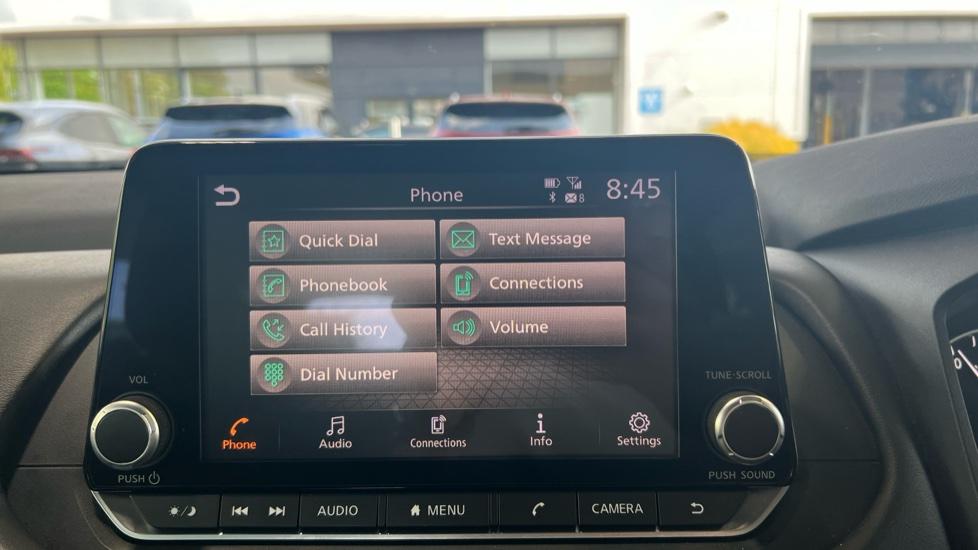 Phone
8
8:45
Quick Dial
Text Message
Phonebook
Connections
Call History
Volume
Dial Number
Phone
Audio
Connections
Info
Settings
VOL
PUSH
TUNE·SCROLL
PUSH SOUND
AUDIO
MENU
CAMERA